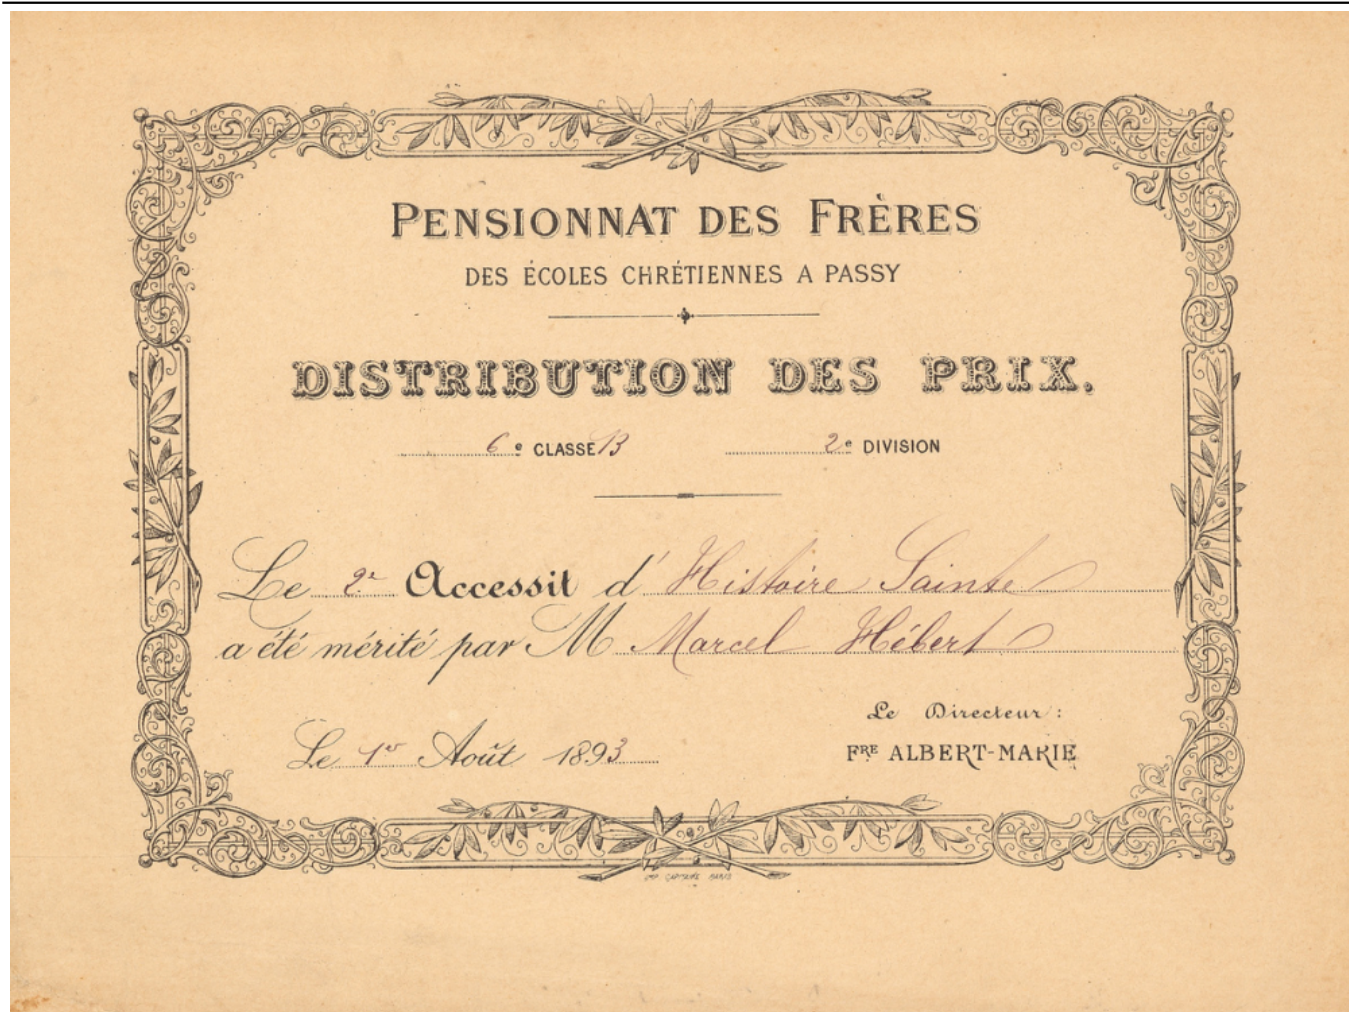 PENSIONNAT DES FRÈRES
DES ÉCOLES CHRÉTIENNES A PASSY
DISTRIBUTION DES PRIX.
6e CLASSE B 2e DIVISION
Le 2e Accessit d'Histoire Sainte
a été mérité par M Marcel Hébert
Le 1er Août 1893
Le Directeur :
FRE ALBERT-MARIE
PARIS